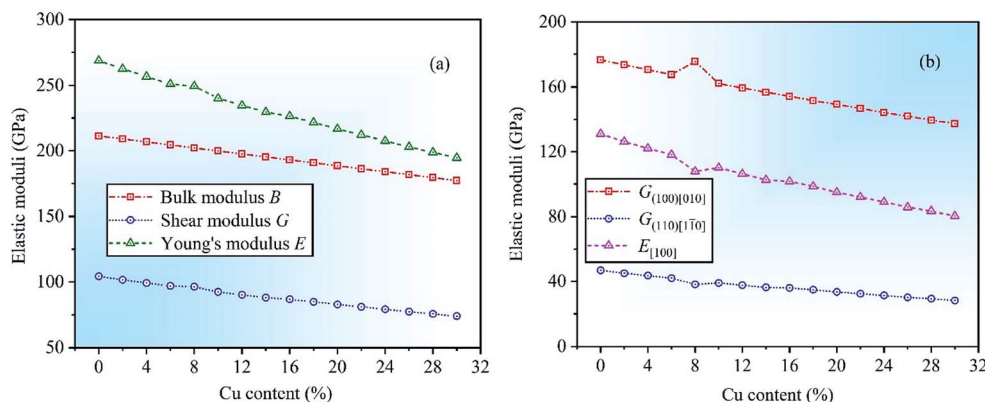 300
250
200
150
100
50
Elastic moduli (GPa)
(a)
Bulk modulus B
Shear modulus G
Young's modulus E
0 4 8 12 16 20 24 28 32
Cu content (%)
200
160
120
80
40
0
Elastic moduli (GPa)
(b)
G(100)[010]
G(110)[11̄0]
E[100]
0 4 8 12 16 20 24 28 32
Cu content (%)